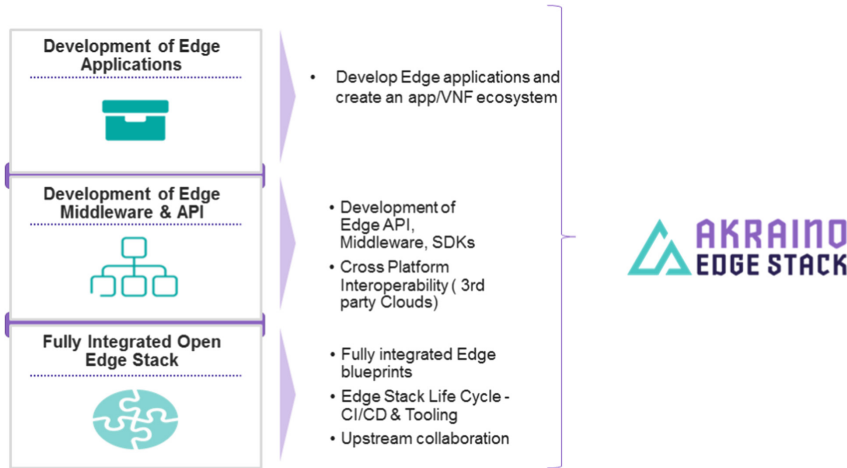 Development of Edge
Applications
• Develop Edge applications and
create an app/VNF ecosystem
Development of Edge
Middleware & API
• Development of
Edge API,
Middleware, SDKs
• Cross Platform
Interoperability ( 3rd
party Clouds)
Fully Integrated Open
Edge Stack
• Fully integrated Edge
blueprints
• Edge Stack Life Cycle -
CI/CD & Tooling
• Upstream collaboration
AKRAINO
EDGE STACK